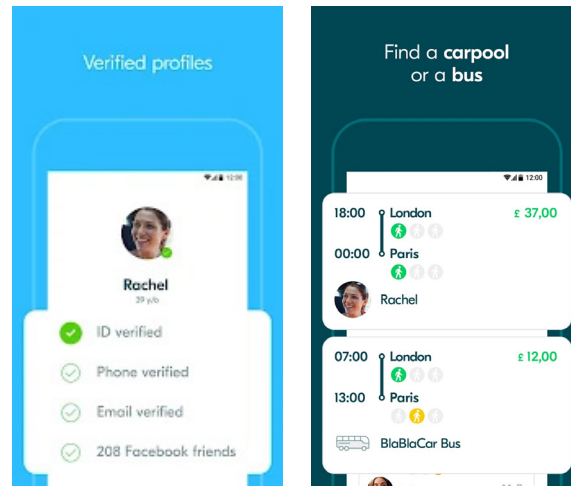 Verified profiles
12:00
Rachel
39 y/o
ID verified
Phone verified
Email verified
208 Facebook friends
Find a carpool
or a bus
12:00
18:00 London £ 37,00
00:00 Paris
Rachel
07:00 London £ 12,00
13:00 Paris
BlaBlaCar Bus